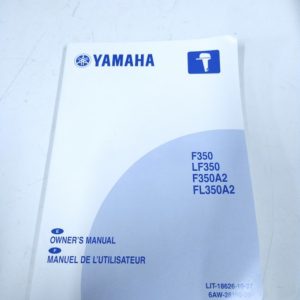 YAMAHA
F350
LF350
F350A2
FL350A2
E
OWNER'S MANUAL
F
MANUEL DE L'UTILISATEUR